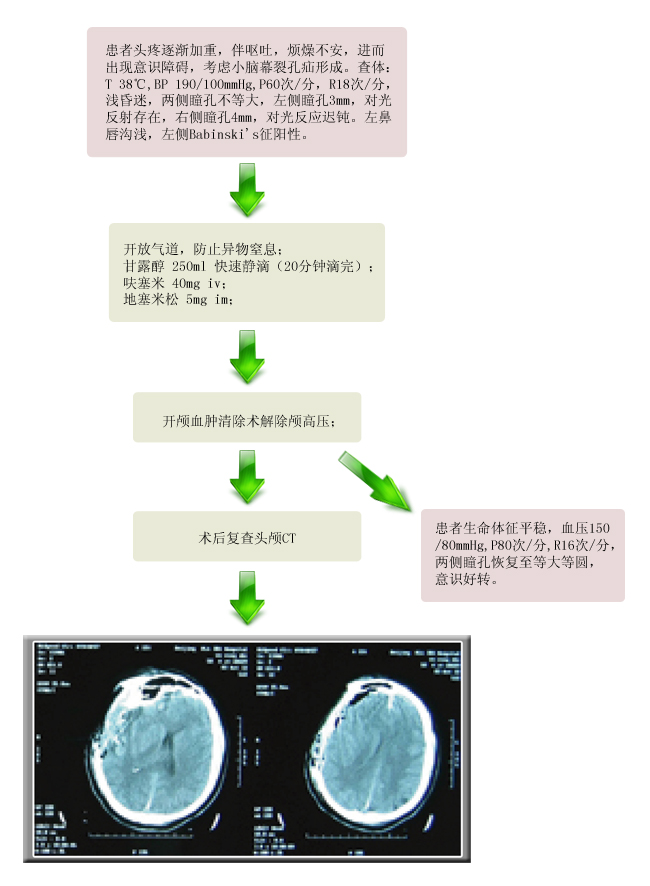 患者头疼逐渐加重，伴呕吐，烦燥不安，进而
出现意识障碍，考虑小脑幕裂孔疝形成。查体：
T 38℃,BP 190/100mmHg,P60次/分，R18次/分，
浅昏迷，两侧瞳孔不等大，左侧瞳孔3mm，对光
反射存在，右侧瞳孔4mm，对光反应迟钝。左鼻
唇沟浅，左侧Babinski's征阳性。
开放气道，防止异物窒息；
甘露醇 250ml 快速静滴（20分钟滴完）；
呋塞米 40mg iv；
地塞米松 5mg im；
开颅血肿清除术解除颅高压；
术后复查头颅CT
患者生命体征平稳，血压150
/80mmHg,P80次/分,R16次/分，
两侧瞳孔恢复至等大等圆，
意识好转。